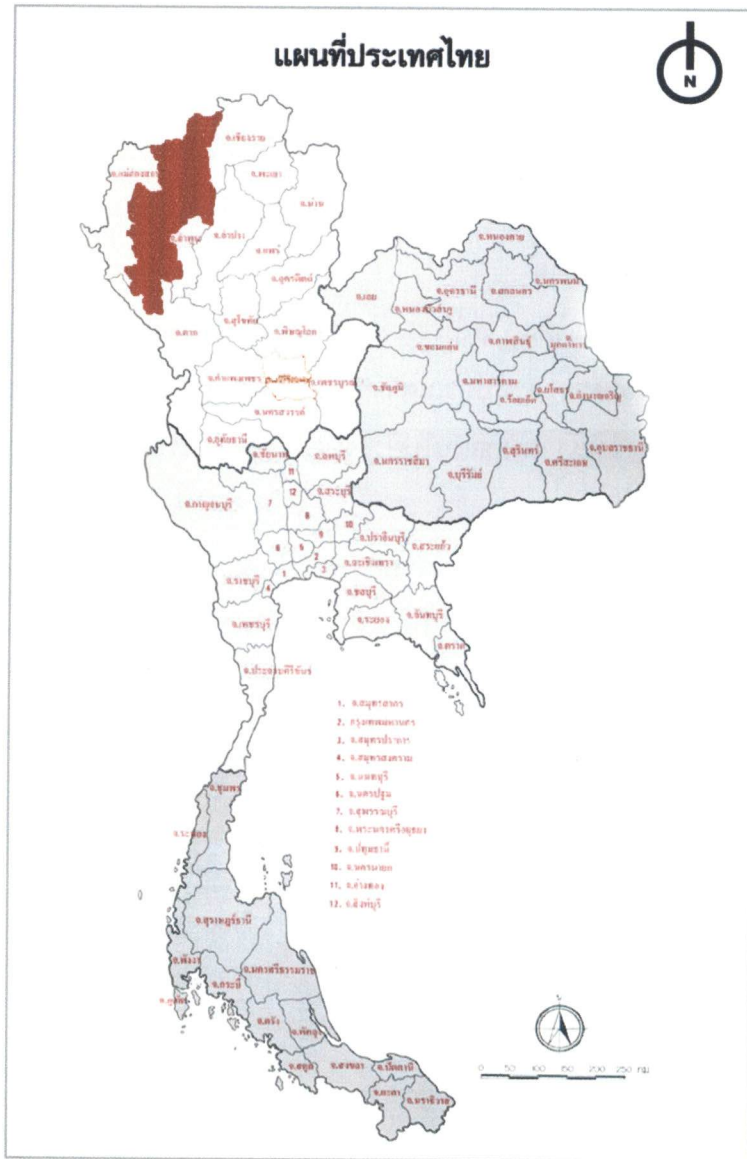 แผนที่ประเทศไทย
N
จ.เชียงราย
จ.แม่ฮ่องสอน
จ.พะเยา
จ.น่าน
จ.ลำพูน
จ.ลำปาง
จ.แพร่
จ.อุตรดิตถ์
จ.หนองคาย
จ.เลย
จ.อุดรธานี
จ.สกลนคร
จ.นครพนม
จ.หนองบัวลำภู
จ.ตาก
จ.สุโขทัย
จ.พิษณุโลก
จ.ขอนแก่น
จ.กาฬสินธุ์
จ.มุกดาหาร
จ.กำแพงเพชร
จ.เพชรบูรณ์
จ.ชัยภูมิ
จ.มหาสารคาม
จ.ร้อยเอ็ด
จ.ยโสธร
จ.อำนาจเจริญ
จ.นครสวรรค์
จ.อุทัยธานี
จ.ชัยนาท
จ.ลพบุรี
จ.นครราชสีมา
จ.บุรีรัมย์
จ.สุรินทร์
จ.ศรีสะเกษ
จ.อุบลราชธานี
11
12
จ.สระบุรี
จ.กาญจนบุรี
7
8
10
จ.ปราจีนบุรี
จ.สระแก้ว
9
6
5
2
จ.ฉะเชิงเทรา
1
3
จ.ราชบุรี
4
จ.ชลบุรี
จ.เพชรบุรี
จ.ระยอง
จ.จันทบุรี
จ.ตราด
จ.ประจวบคีรีขันธ์
1. จ.สมุทรสาคร
2. กรุงเทพมหานคร
3. จ.สมุทรปราการ
4. จ.สมุทรสงคราม
5. จ.นนทบุรี
6. จ.นครปฐม
7. จ.สุพรรณบุรี
8. จ.พระนครศรีอยุธยา
9. จ.ปทุมธานี
10. จ.นครนายก
11. จ.อ่างทอง
12. จ.สิงห์บุรี
จ.ชุมพร
จ.ระนอง
จ.สุราษฎร์ธานี
จ.พังงา
จ.นครศรีธรรมราช
จ.กระบี่
จ.ภูเก็ต
จ.ตรัง
จ.พัทลุง
จ.สตูล
จ.สงขลา
จ.ปัตตานี
จ.ยะลา
จ.นราธิวาส
0 50 100 150 200 250 กม.